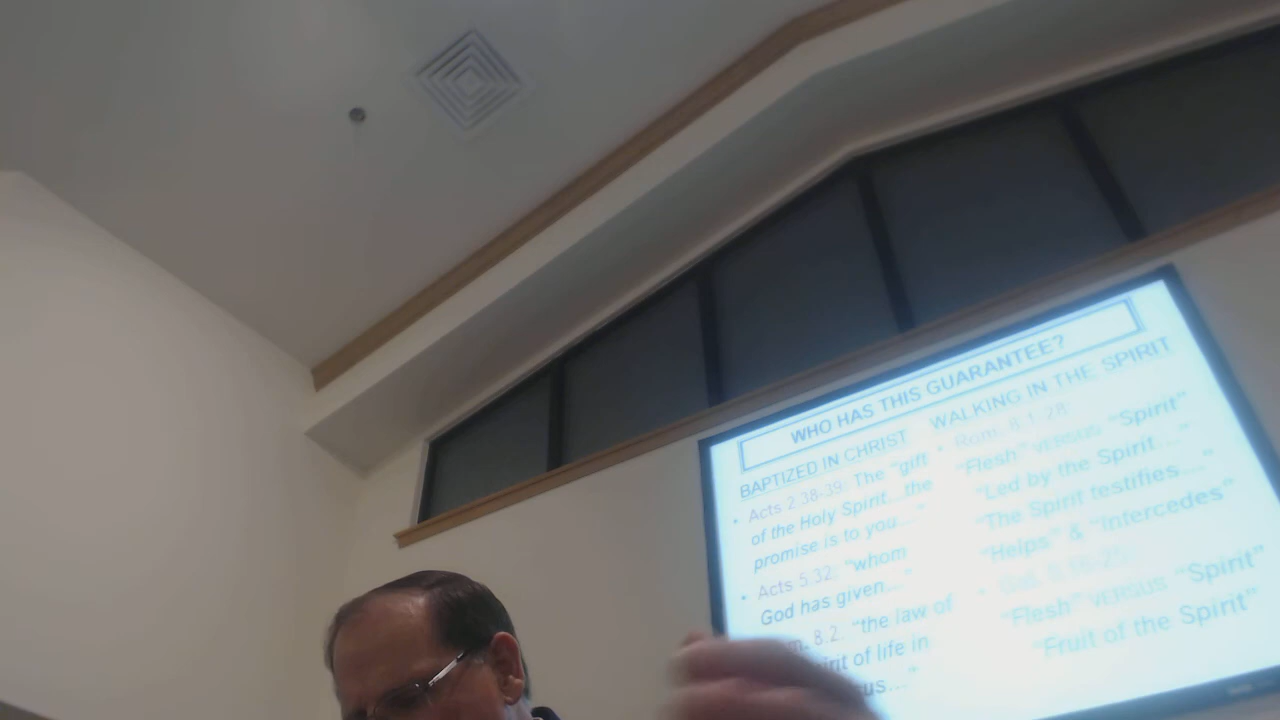 WHO HAS THIS GUARANTEE?
BAPTIZED IN CHRIST
• Acts 2.38-39: The "gift
of the Holy Spirit...the
promise is to you..."
• Acts 5.32: "whom
God has given..."
8.2. "the law of
of life in
WALKING IN THE SPIRIT
• Rom. 8.1,28:
"Flesh" VERSUS "Spirit"
"Led by the Spirit..."
"The Spirit testifies..."
"Helps" & "Intercedes"
"Flesh" VERSUS "Spirit"
"Fruit of the Spirit"